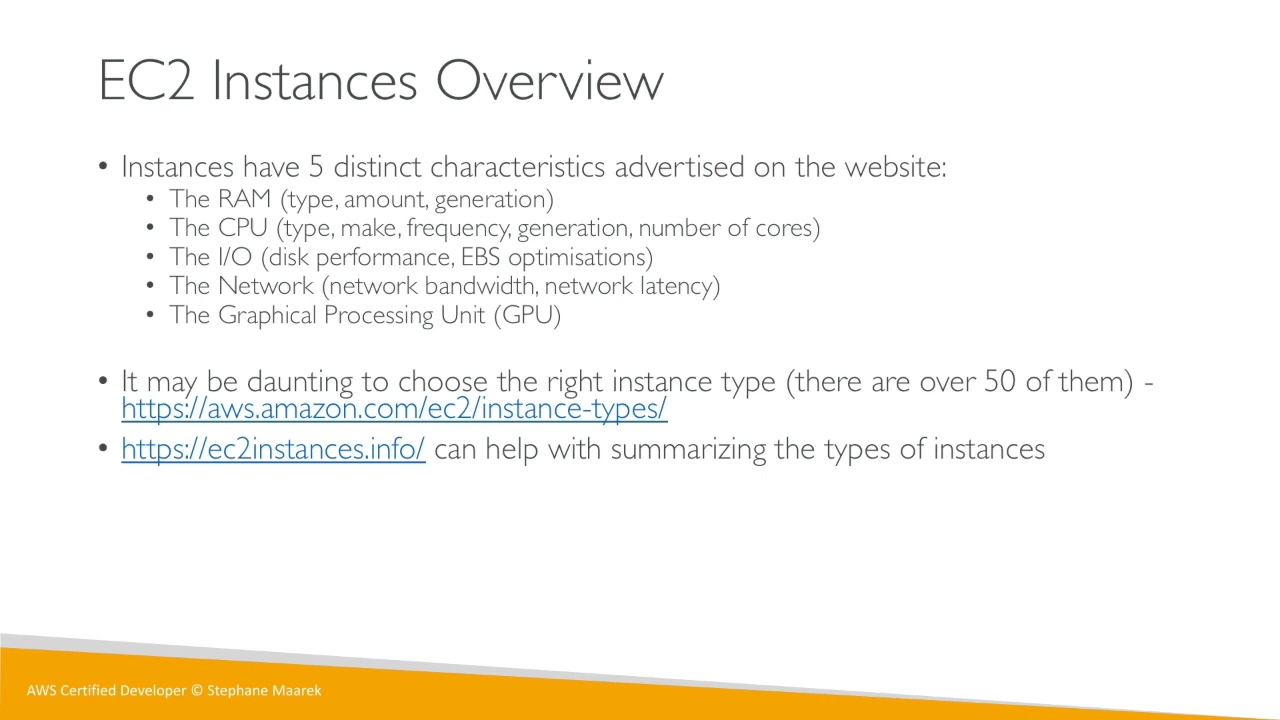 EC2 Instances Overview
• Instances have 5 distinct characteristics advertised on the website:
• The RAM (type, amount, generation)
• The CPU (type, make, frequency, generation, number of cores)
• The I/O (disk performance, EBS optimisations)
• The Network (network bandwidth, network latency)
• The Graphical Processing Unit (GPU)
• It may be daunting to choose the right instance type (there are over 50 of them) -
https://aws.amazon.com/ec2/instance-types/
• https://ec2instances.info/ can help with summarizing the types of instances
AWS Certified Developer © Stephane Maarek